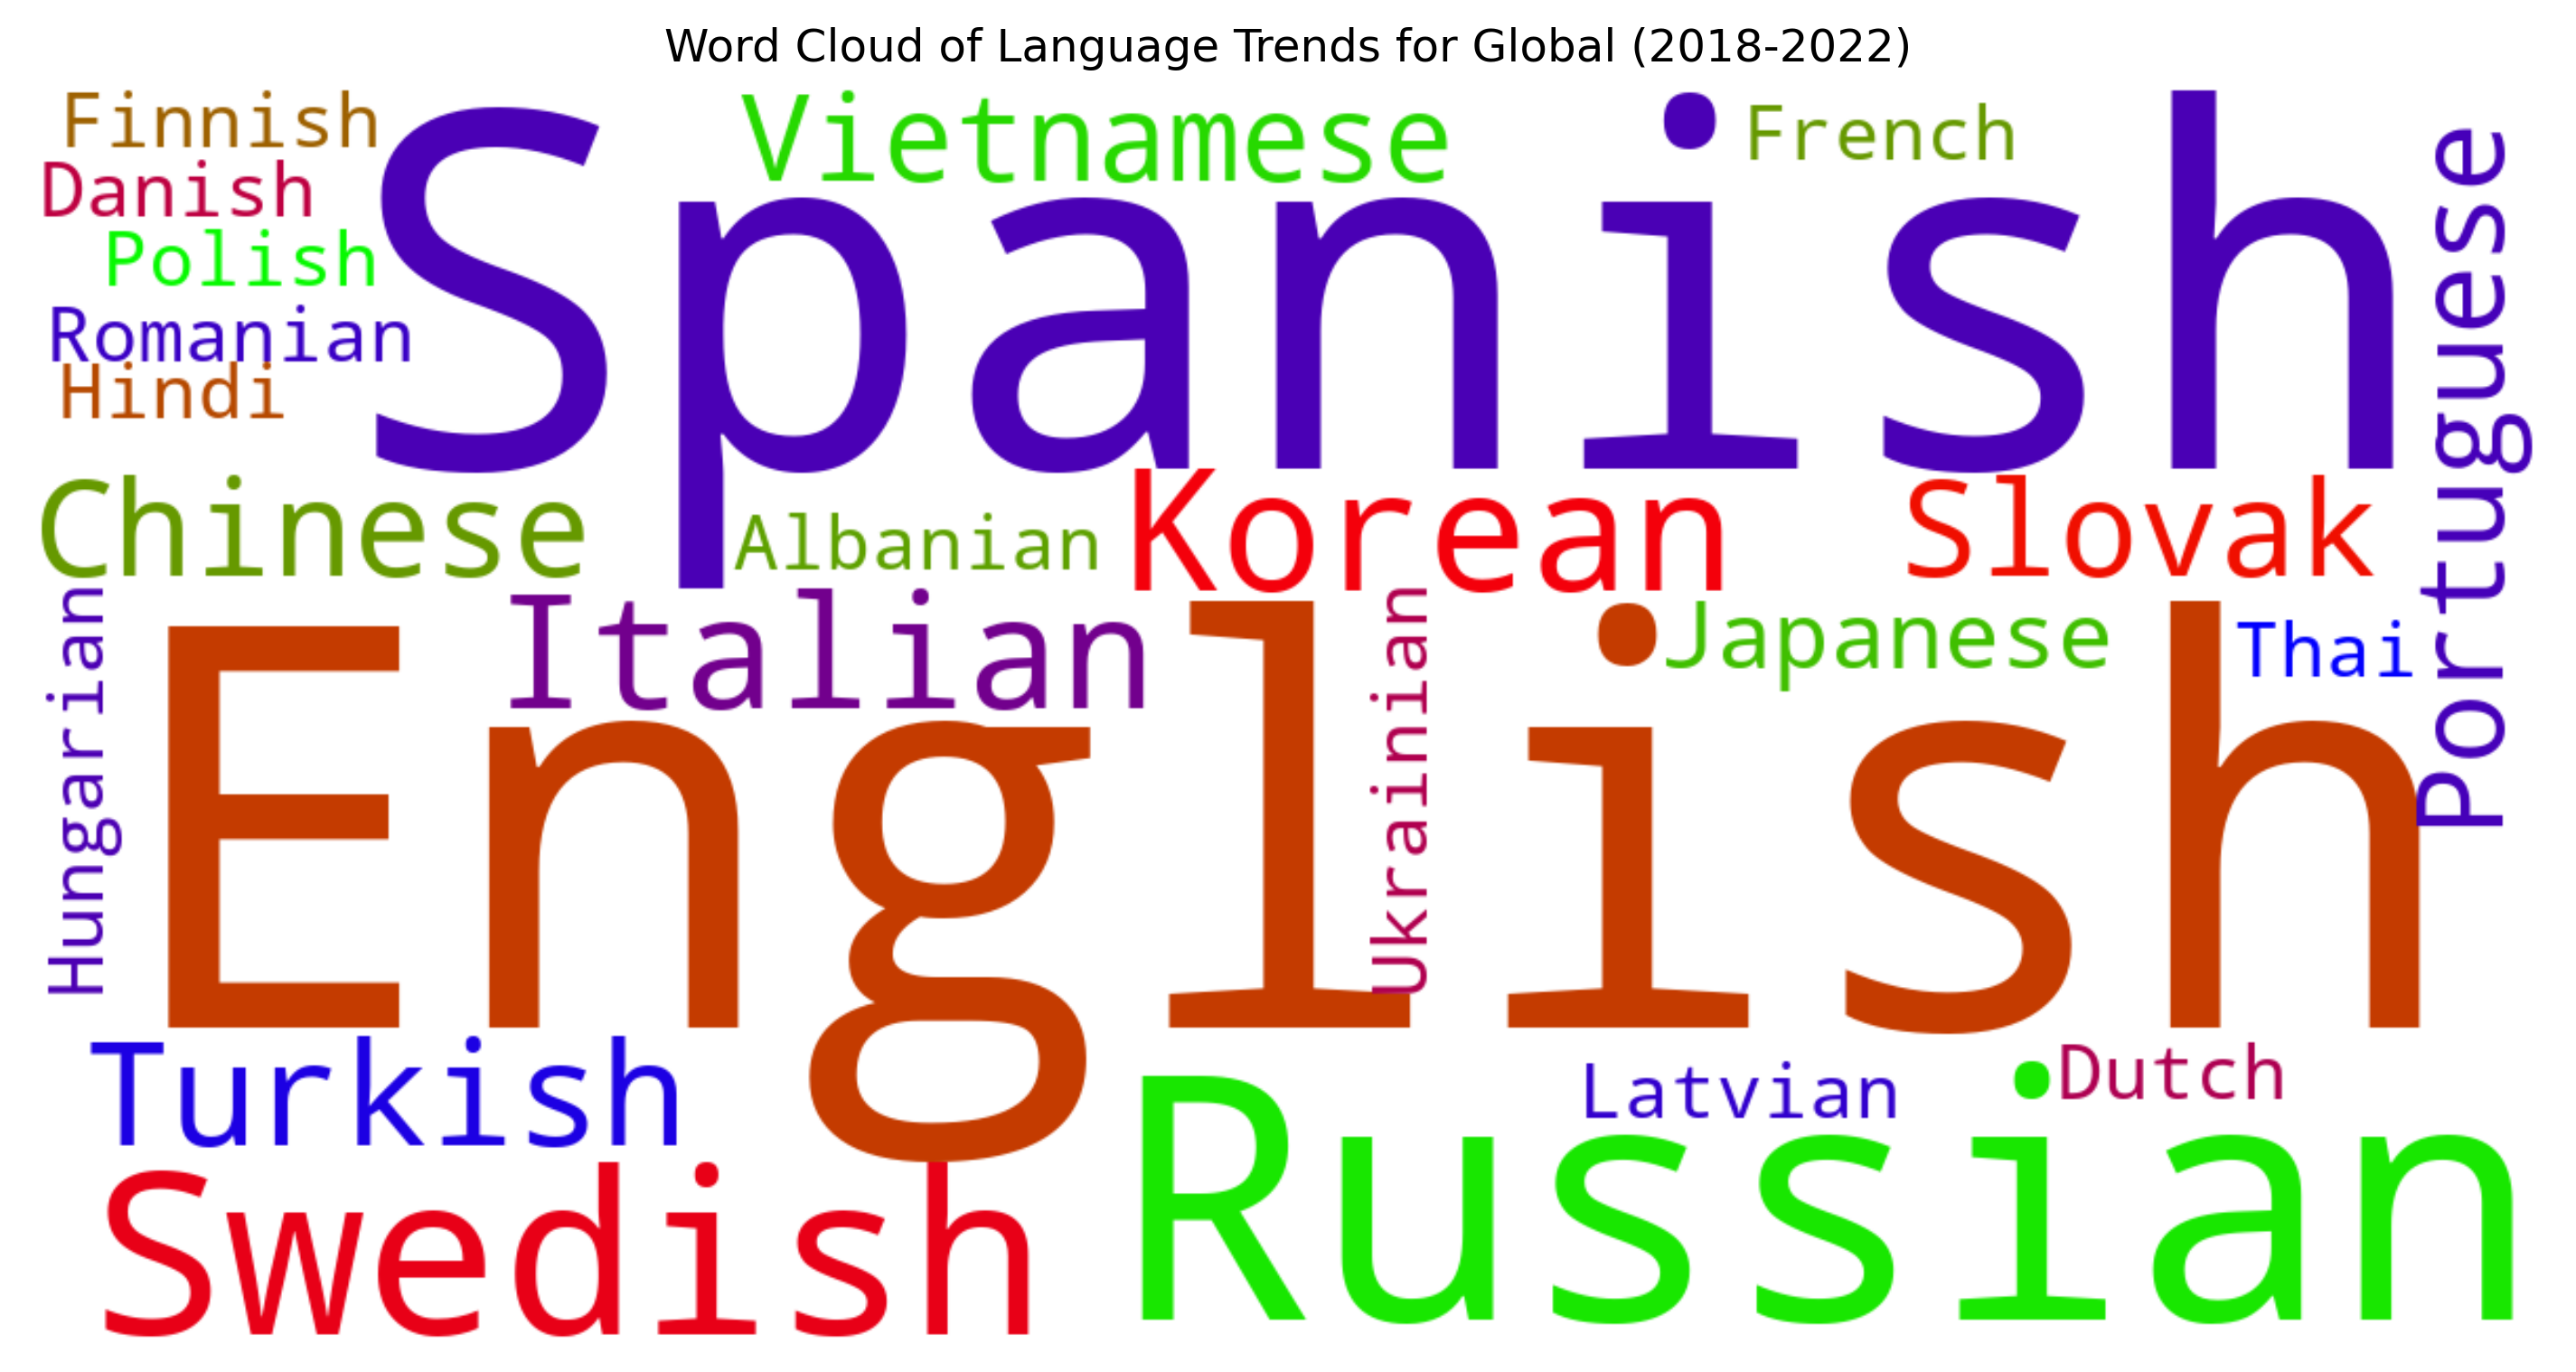 Word Cloud of Language Trends for Global (2018-2022)
Finnish
Vietnamese
French
Danish
Spanish
Portuguese
Polish
Romanian
Hindi
Chinese
Albanian
Korean
Slovak
Hungarian
Italian
Ukrainian
Japanese
Thai
English
Turkish
Latvian
Dutch
Swedish
Russian